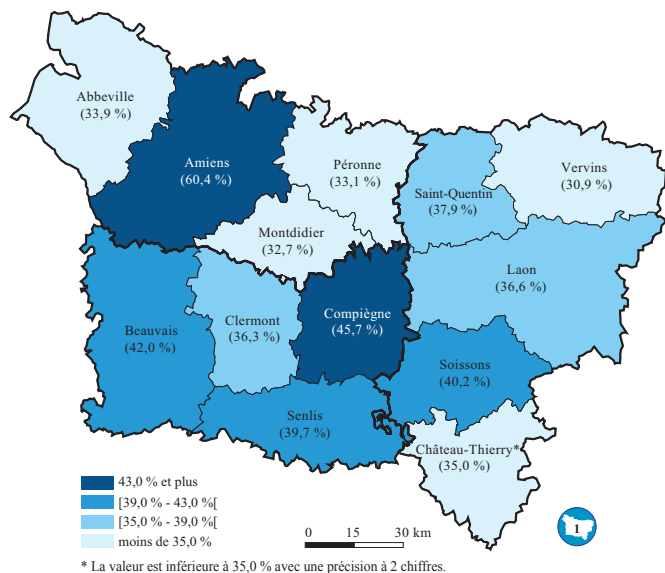 Abbeville
(33,9 %)
Amiens
(60,4 %)
Péronne
(33,1 %)
Saint-Quentin
(37,9 %)
Vervins
(30,9 %)
Montdidier
(32,7 %)
Laon
(36,6 %)
Beauvais
(42,0 %)
Clermont
(36,3 %)
Compiègne
(45,7 %)
Soissons
(40,2 %)
Senlis
(39,7 %)
Château-Thierry*
(35,0 %)
43,0 % et plus
[39,0 % - 43,0 %[
[35,0 % - 39,0 %[
moins de 35,0 %
0 15 30 km
1
* La valeur est inférieure à 35,0 % avec une précision à 2 chiffres.